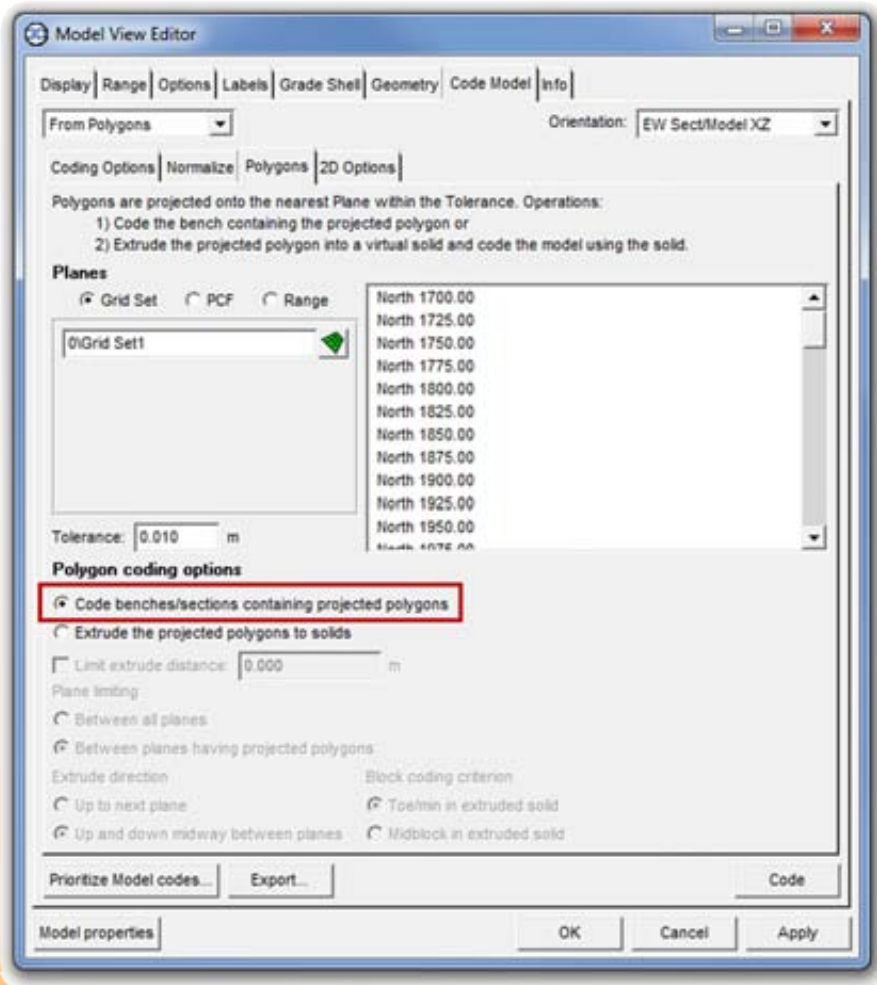 Model View Editor
Display Range Options Labels Grade Shell Geometry Code Model Info
From Polygons Orientation: EW Sect/Model XZ
Coding Options Normalize Polygons 2D Options
Polygons are projected onto the nearest Plane within the Tolerance. Operations:
1) Code the bench containing the projected polygon or
2) Extrude the projected polygon into a virtual solid and code the model using the solid.
Planes
Grid Set PCF Range
0\Grid Set1
North 1700.00
North 1725.00
North 1750.00
North 1775.00
North 1800.00
North 1825.00
North 1850.00
North 1875.00
North 1900.00
North 1925.00
North 1950.00
North 1975.00
Tolerance: 0.010 m
Polygon coding options
Code benches/sections containing projected polygons
Extrude the projected polygons to solids
Limit extrude distance: 0.000 m
Plane limiting
Between all planes
Between planes having projected polygons
Extrude direction Block coding criterion
Up to next plane Toe/min in extruded solid
Up and down midway between planes Midblock in extruded solid
Prioritize Model codes... Export... Code
Model properties OK Cancel Apply